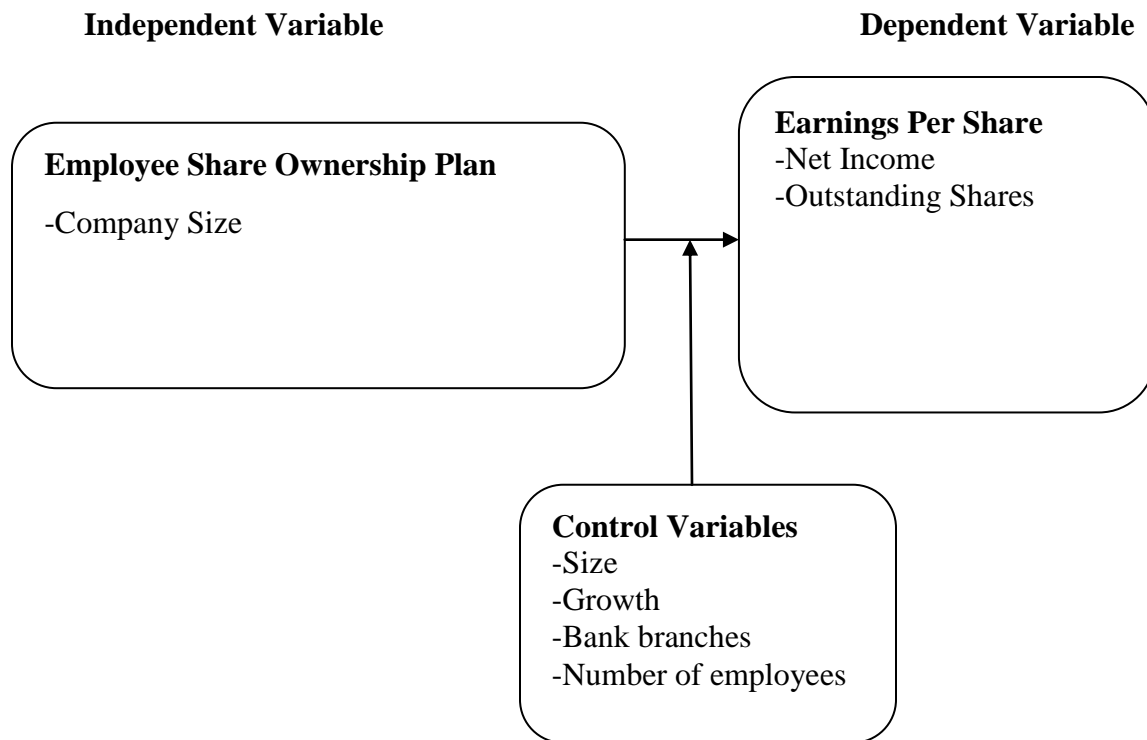 Independent Variable
Dependent Variable
Employee Share Ownership Plan
-Company Size
Earnings Per Share
-Net Income
-Outstanding Shares
Control Variables
-Size
-Growth
-Bank branches
-Number of employees